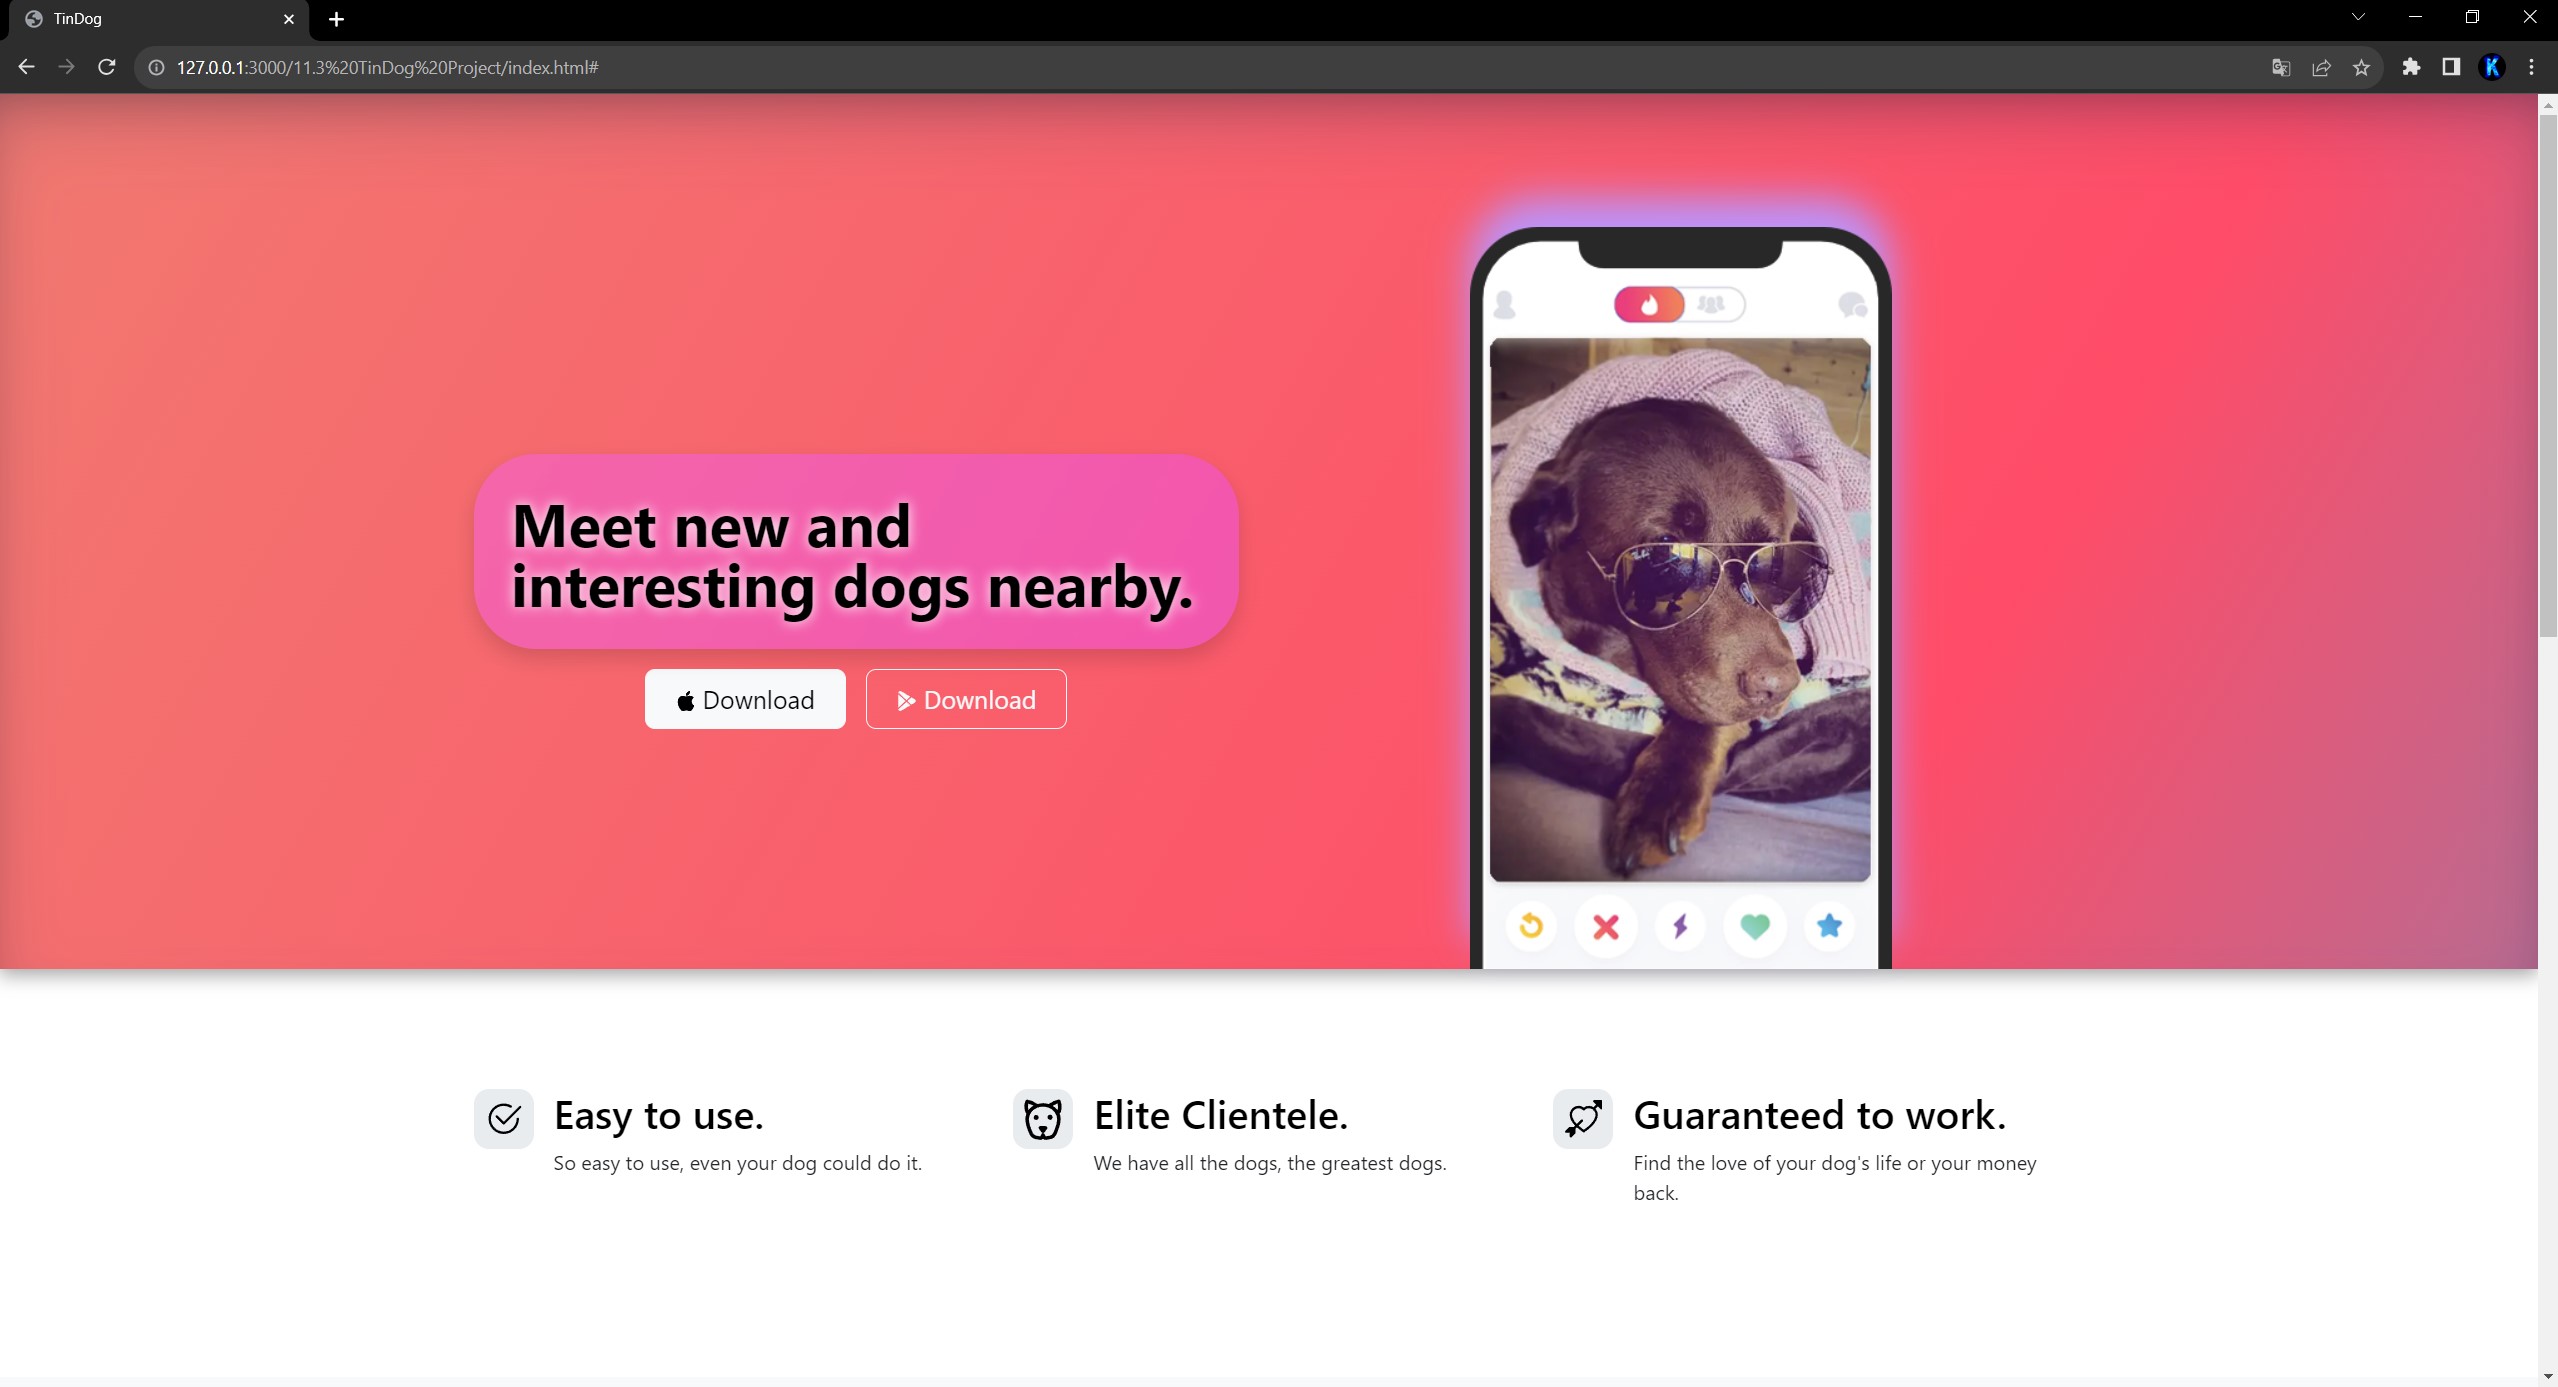 TinDog
127.0.0.1:3000/11.3%20TinDog%20Project/index.html#
K
Meet new and
interesting dogs nearby.
Download
Download
Easy to use.
So easy to use, even your dog could do it.
Elite Clientele.
We have all the dogs, the greatest dogs.
Guaranteed to work.
Find the love of your dog's life or your money
back.